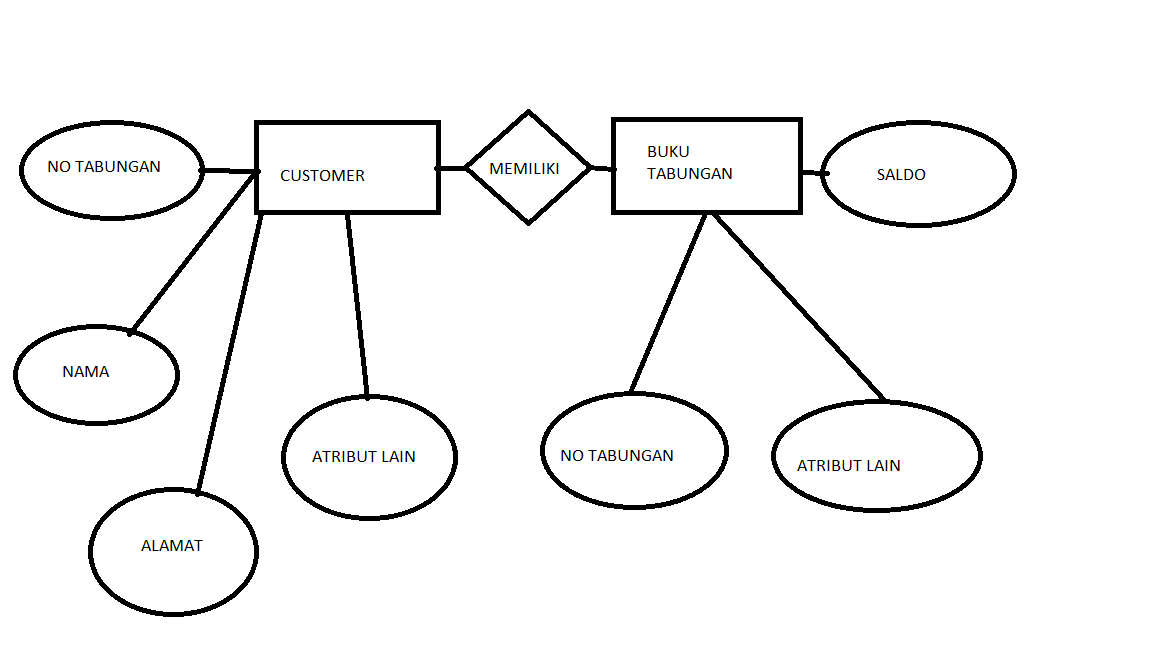 NO TABUNGAN
CUSTOMER
MEMILIKI
BUKU
TABUNGAN
SALDO
NAMA
ALAMAT
ATRIBUT LAIN
NO TABUNGAN
ATRIBUT LAIN